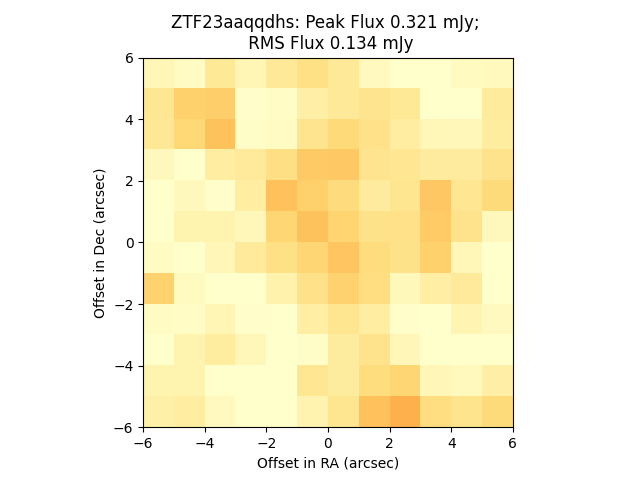 ZTF23aaqqdhs: Peak Flux 0.321 mJy;
RMS Flux 0.134 mJy
6
4
2
0
−2
−4
−6
Offset in Dec (arcsec)
−6 −4 −2 0 2 4 6
Offset in RA (arcsec)